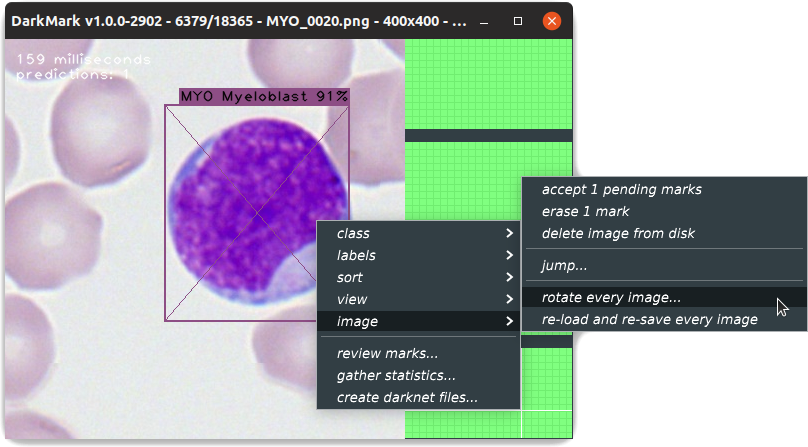 DarkMark v1.0.0-2902 - 6379/18365 - MYO_0020.png - 400x400 - ...
159 milliseconds
predictions: 1
MYO Myeloblast 91%
class
labels
sort
view
image
review marks...
gather statistics...
create darknet files...
accept 1 pending marks
erase 1 mark
delete image from disk
jump...
rotate every image...
re-load and re-save every image